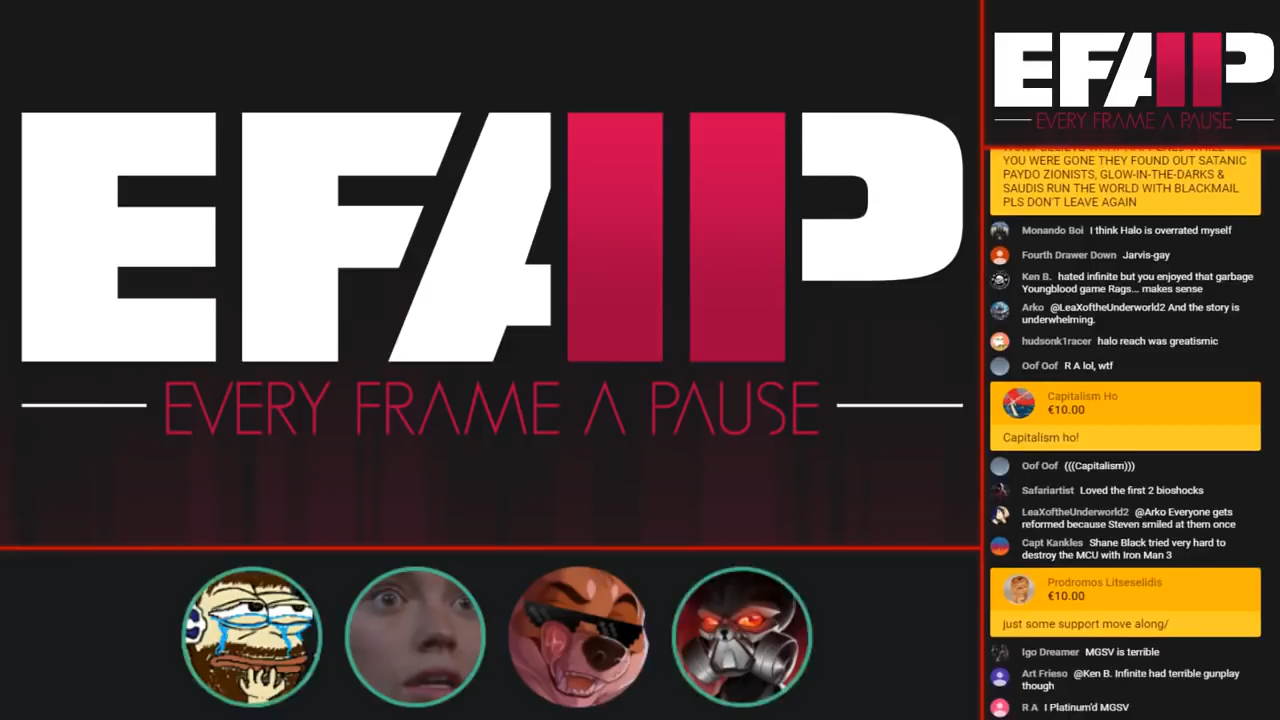 EFAP
EVERY FRAME A PAUSE
EFAP
EVERY FRAME A PAUSE
YOU WERE GONE THEY FOUND OUT SATANIC
PAYDO ZIONISTS, GLOW-IN-THE-DARKS &
SAUDIS RUN THE WORLD WITH BLACKMAIL
PLS DON'T LEAVE AGAIN
Monando Boi I think Halo is overrated myself
Fourth Drawer Down Jarvis-gay
Ken B. hated infinite but you enjoyed that garbage
Youngblood game Rags... makes sense
Arko @LeaXoftheUnderworld2 And the story is
underwhelming.
hudsonk1racer halo reach was greatismic
Oof Oof R A lol, wtf
Capitalism Ho
€10.00
Capitalism ho!
Oof Oof (((Capitalism)))
Safariartist Loved the first 2 bioshocks
LeaXoftheUnderworld2 @Arko Everyone gets
reformed because Steven smiled at them once
Capt Kankles Shane Black tried very hard to
destroy the MCU with Iron Man 3
Prodromos Litseselidis
€10.00
just some support move along/
Igo Dreamer MGSV is terrible
Art Frieso @Ken B. Infinite had terrible gunplay
though
R A I Platinum'd MGSV